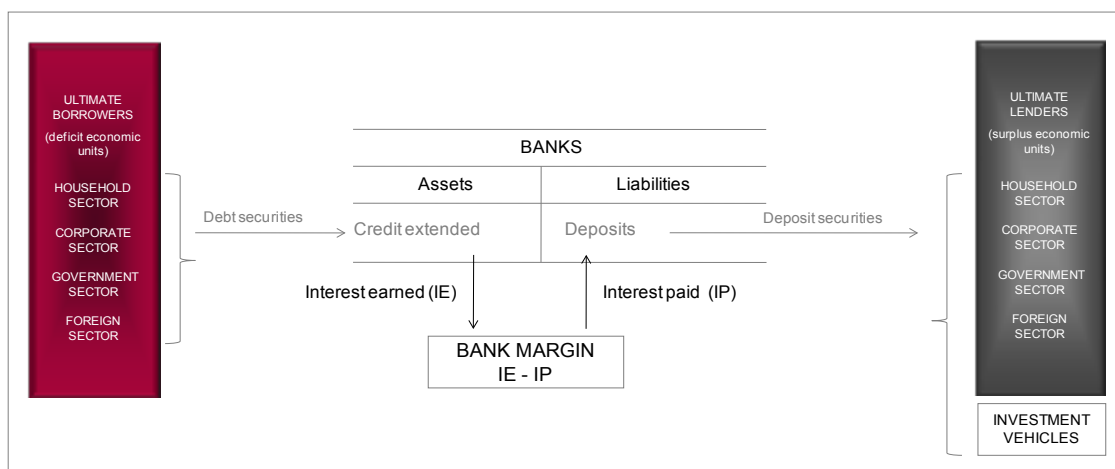 ULTIMATE
BORROWERS
(deficit economic
units)
HOUSEHOLD
SECTOR
CORPORATE
SECTOR
GOVERNMENT
SECTOR
FOREIGN
SECTOR
Debt securities
BANKS
Assets
Liabilities
Credit extended
Deposits
Interest earned (IE)
Interest paid (IP)
BANK MARGIN
IE - IP
Deposit securities
ULTIMATE
LENDERS
(surplus economic
units)
HOUSEHOLD
SECTOR
CORPORATE
SECTOR
GOVERNMENT
SECTOR
FOREIGN
SECTOR
INVESTMENT
VEHICLES